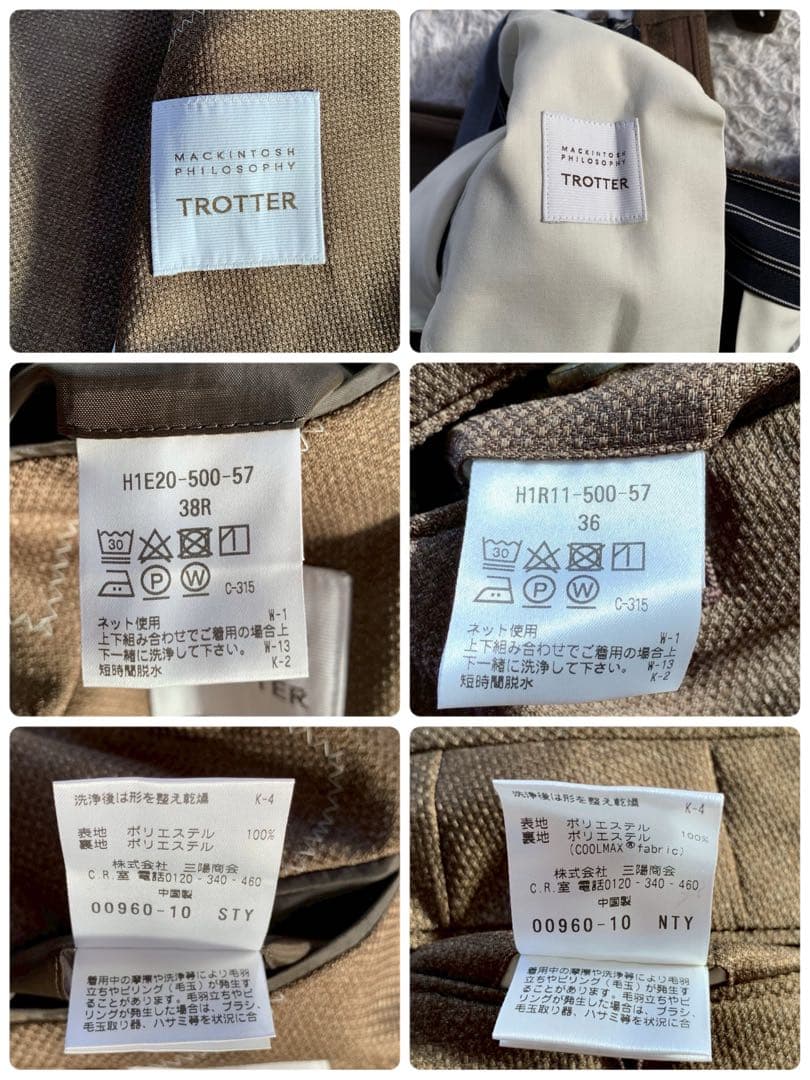 MACKINTOSH
PHILOSOPHY
TROTTER
MACKINTOSH
PHILOSOPHY
TROTTER
H1E20-500-57
38R
30
P W C-315
ネット使用 W-1
上下組み合わせでご着用の場合上
下一緒に洗浄して下さい。 W-13
短時間脱水 K-2
TTER
H1R11-500-57
36
30
P W C-315
ネット使用 W-1
上下組み合わせでご着用の場合上
下一緒に洗浄して下さい。 W-13
短時間脱水 K-2
洗浄後は形を整え乾燥 K-4
表地 ポリエステル 100%
裏地 ポリエステル
株式会社 三陽商会
C.R.室 電話0120-340-460
中国製
00960-10 STY
着用中の摩擦や洗浄等により毛羽
立ちやピリング(毛玉)が発生す
ることがあります。毛羽立ちやピ
リングが発生した場合は、ブラシ、
毛玉取り器、ハサミ等を状況に合
洗浄後は形を整え乾燥 K-4
表地 ポリエステル
裏地 ポリエステル 100%
(COOLMAX®fabric)
株式会社 三陽商会
C.R.室 電話0120-340-460
中国製
00960-10 NTY
着用中の摩擦や洗浄等により毛羽
立ちやピリング(毛玉)が発生す
ることがあります。毛羽立ちやピ
リングが発生した場合は、ブラシ、
毛玉取り器、ハサミ等を状況に合